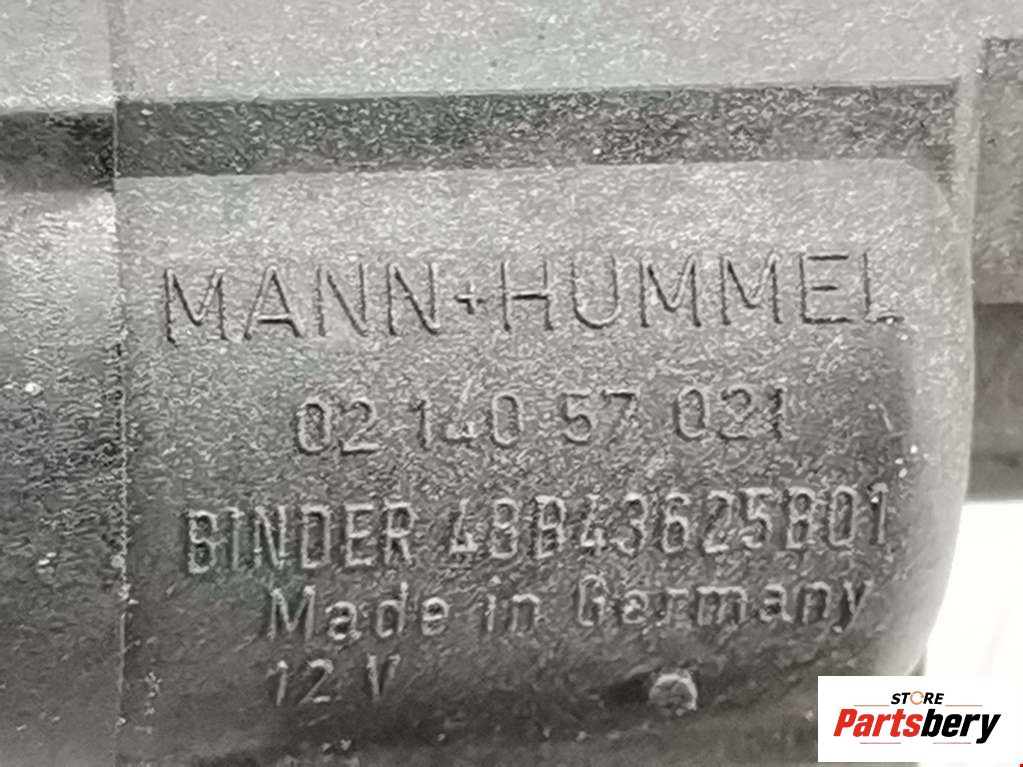 MANN+HUMMEL
02 140 57 021
BINDER 48B43625B01
Made in Germany
12 V
STORE
Partsbery